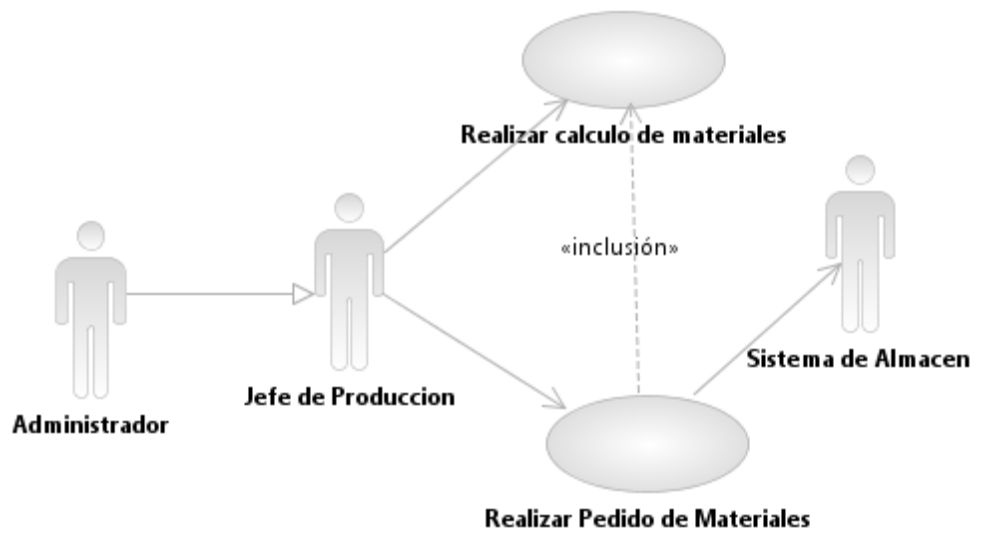 Realizar calculo de materiales
«inclusión»
Sistema de Almacen
Jefe de Produccion
Administrador
Realizar Pedido de Materiales